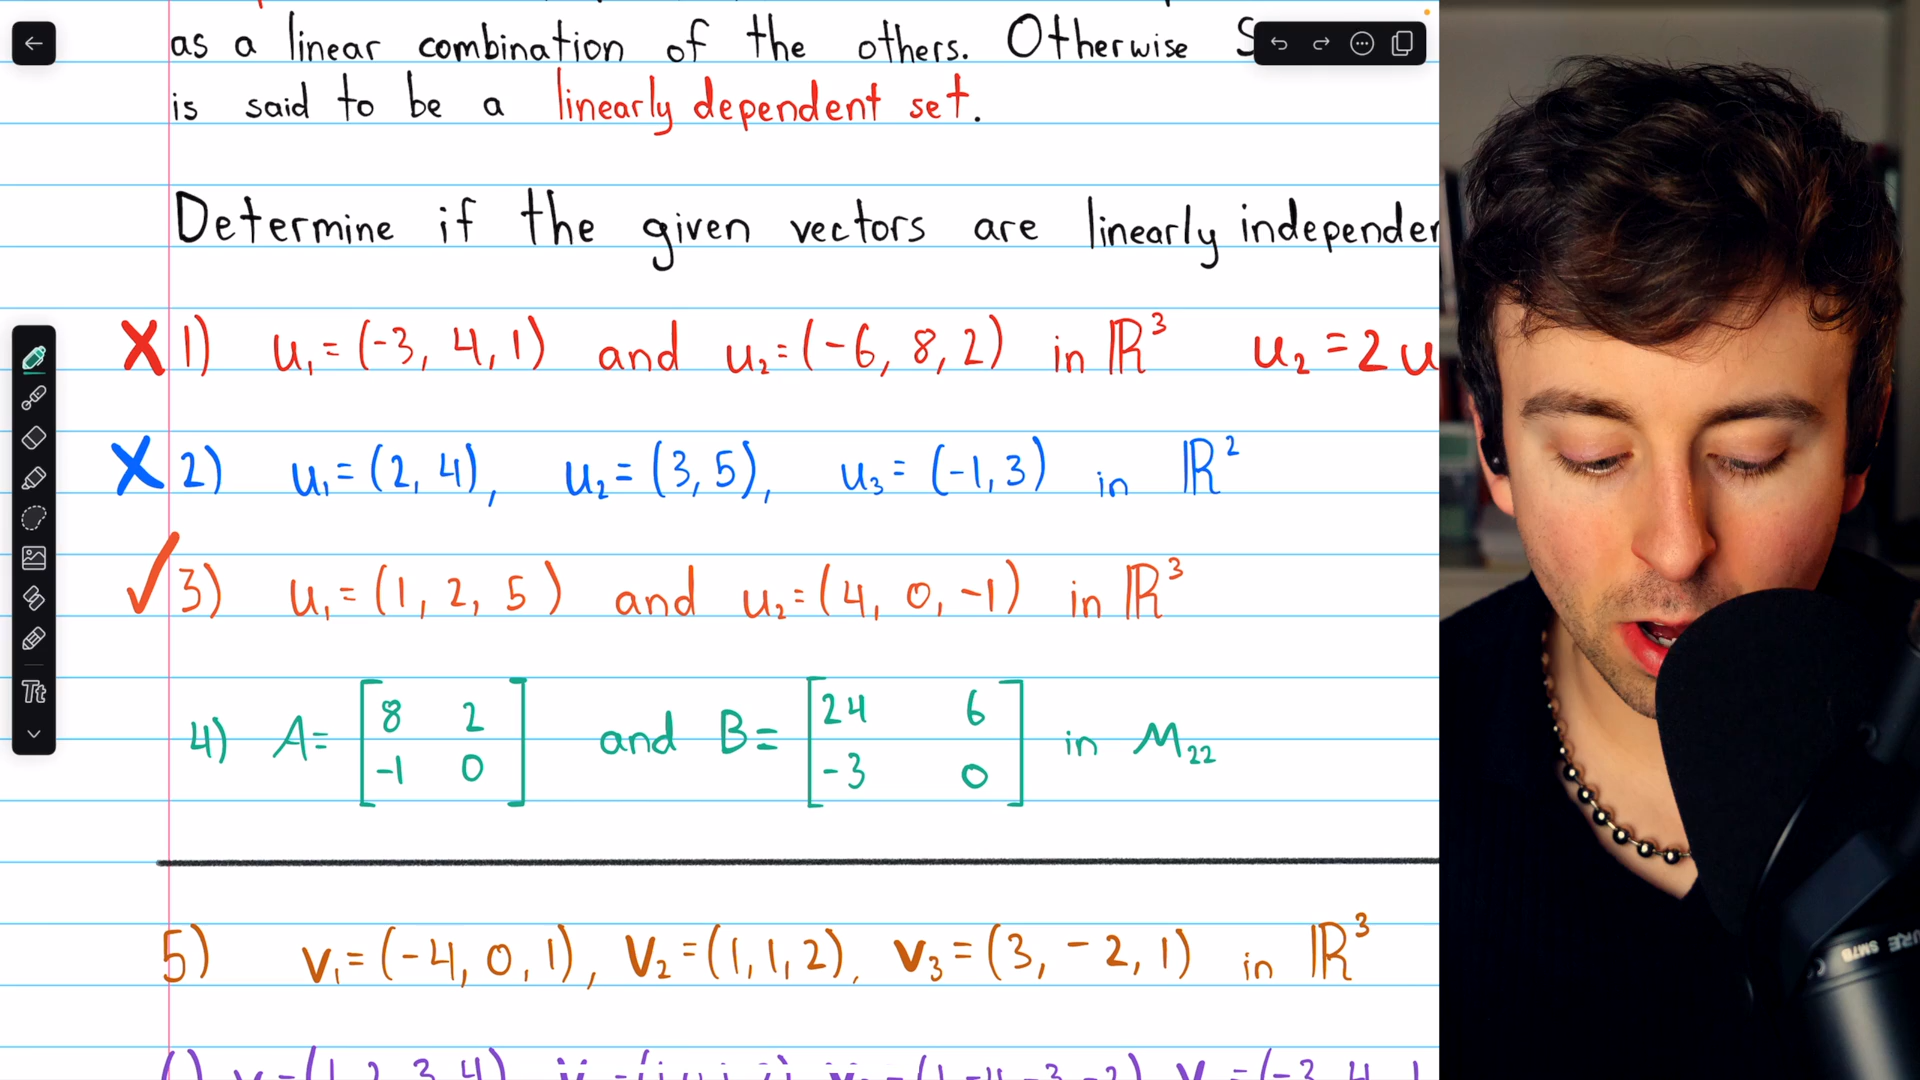 as a linear combination of the others. Otherwise S
is said to be a linearly dependent set.
Determine if the given vectors are linearly independen
X 1) u₁=(-3, 4, 1) and u₂=(-6, 8, 2) in ℝ³ u₂=2u
X 2) u₁=(2, 4), u₂=(3, 5), u₃=(-1, 3) in ℝ²
✓ 3) u₁=(1, 2, 5) and u₂=(4, 0, -1) in ℝ³
4) A= [8 2; -1 0] and B= [24 6; -3 0] in M₂₂
5) v₁=(-4, 0, 1), v₂=(1, 1, 2), v₃=(3, -2, 1) in ℝ³
Tt
SM7B